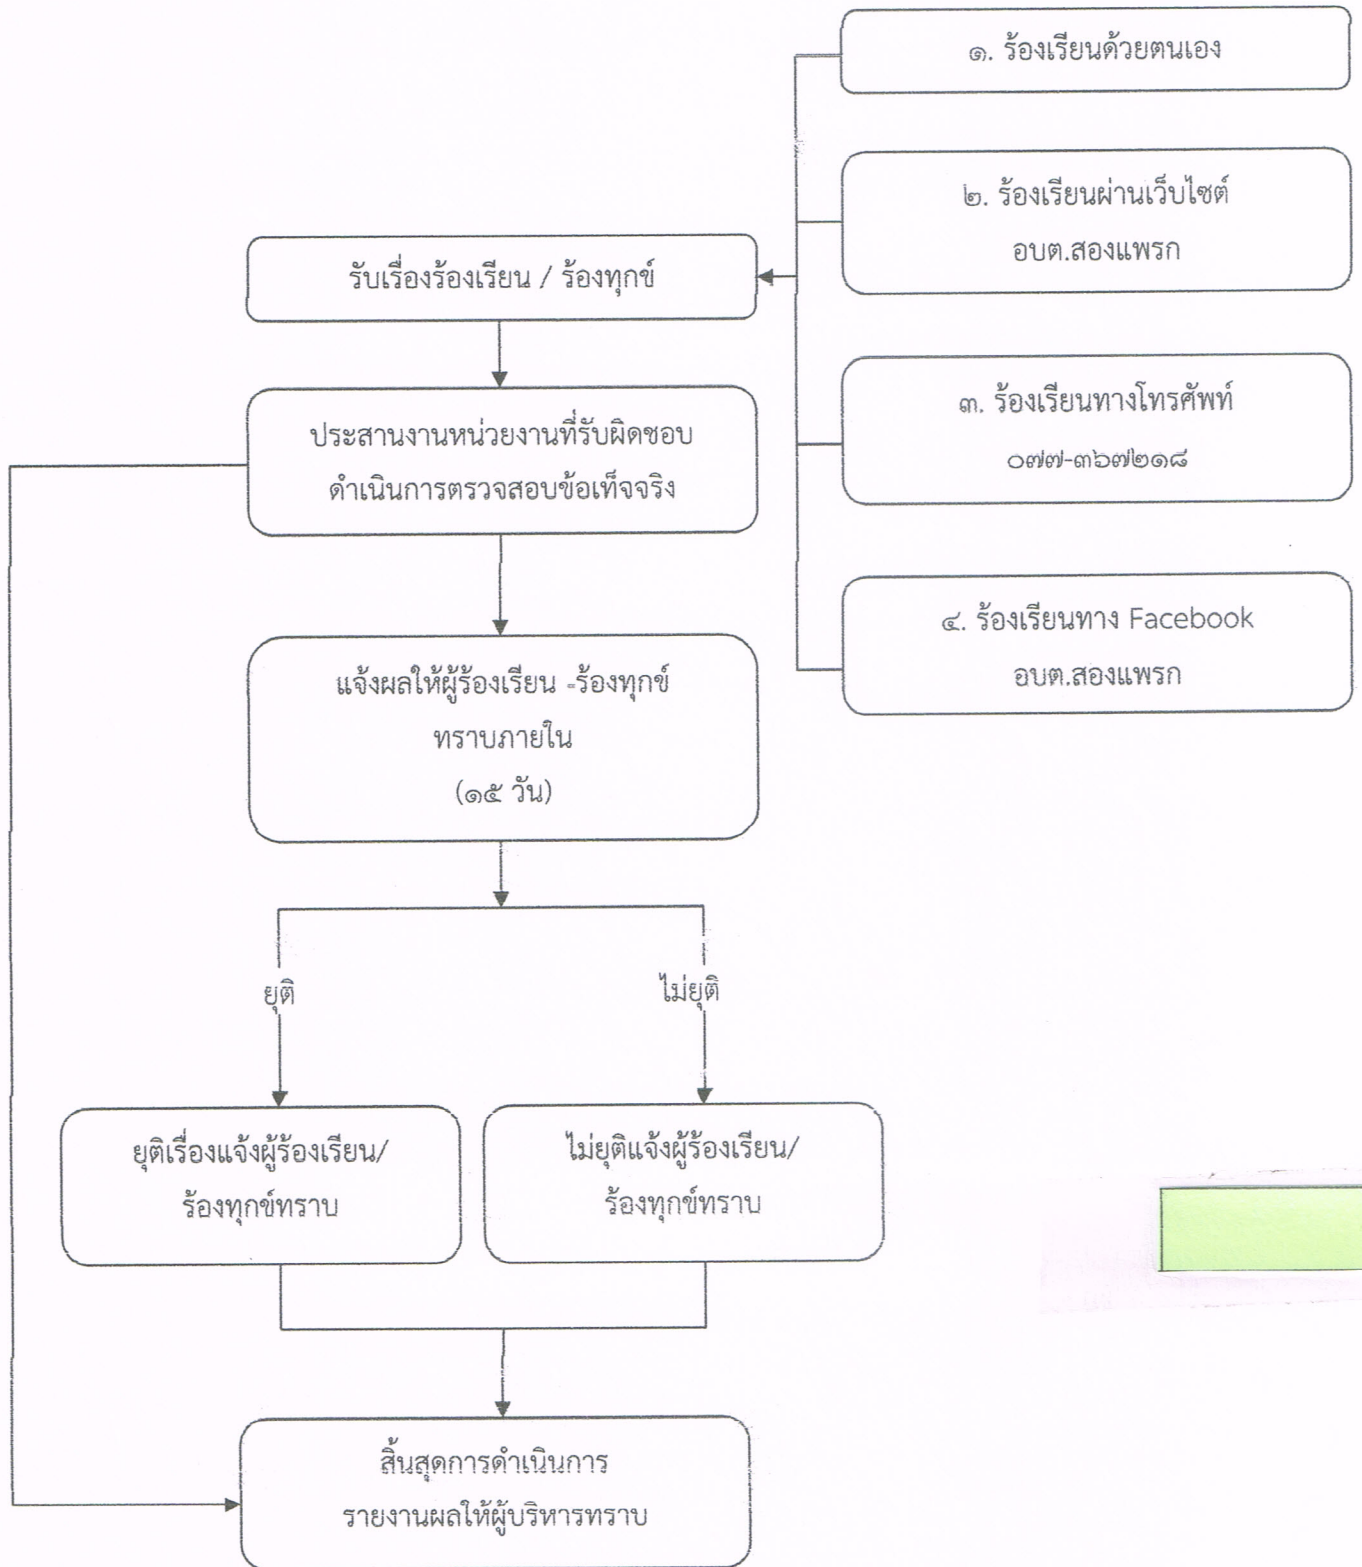 ๑. ร้องเรียนด้วยตนเอง
๒. ร้องเรียนผ่านเว็บไซต์
อบต.สองแพรก
รับเรื่องร้องเรียน / ร้องทุกข์
๓. ร้องเรียนทางโทรศัพท์
๐๗๗-๓๖๗๒๑๘
ประสานงานหน่วยงานที่รับผิดชอบ
ดำเนินการตรวจสอบข้อเท็จจริง
๔. ร้องเรียนทาง Facebook
อบต.สองแพรก
แจ้งผลให้ผู้ร้องเรียน -ร้องทุกข์
ทราบภายใน
(๑๕ วัน)
ยุติ
ไม่ยุติ
ยุติเรื่องแจ้งผู้ร้องเรียน/
ร้องทุกข์ทราบ
ไม่ยุติแจ้งผู้ร้องเรียน/
ร้องทุกข์ทราบ
สิ้นสุดการดำเนินการ
รายงานผลให้ผู้บริหารทราบ